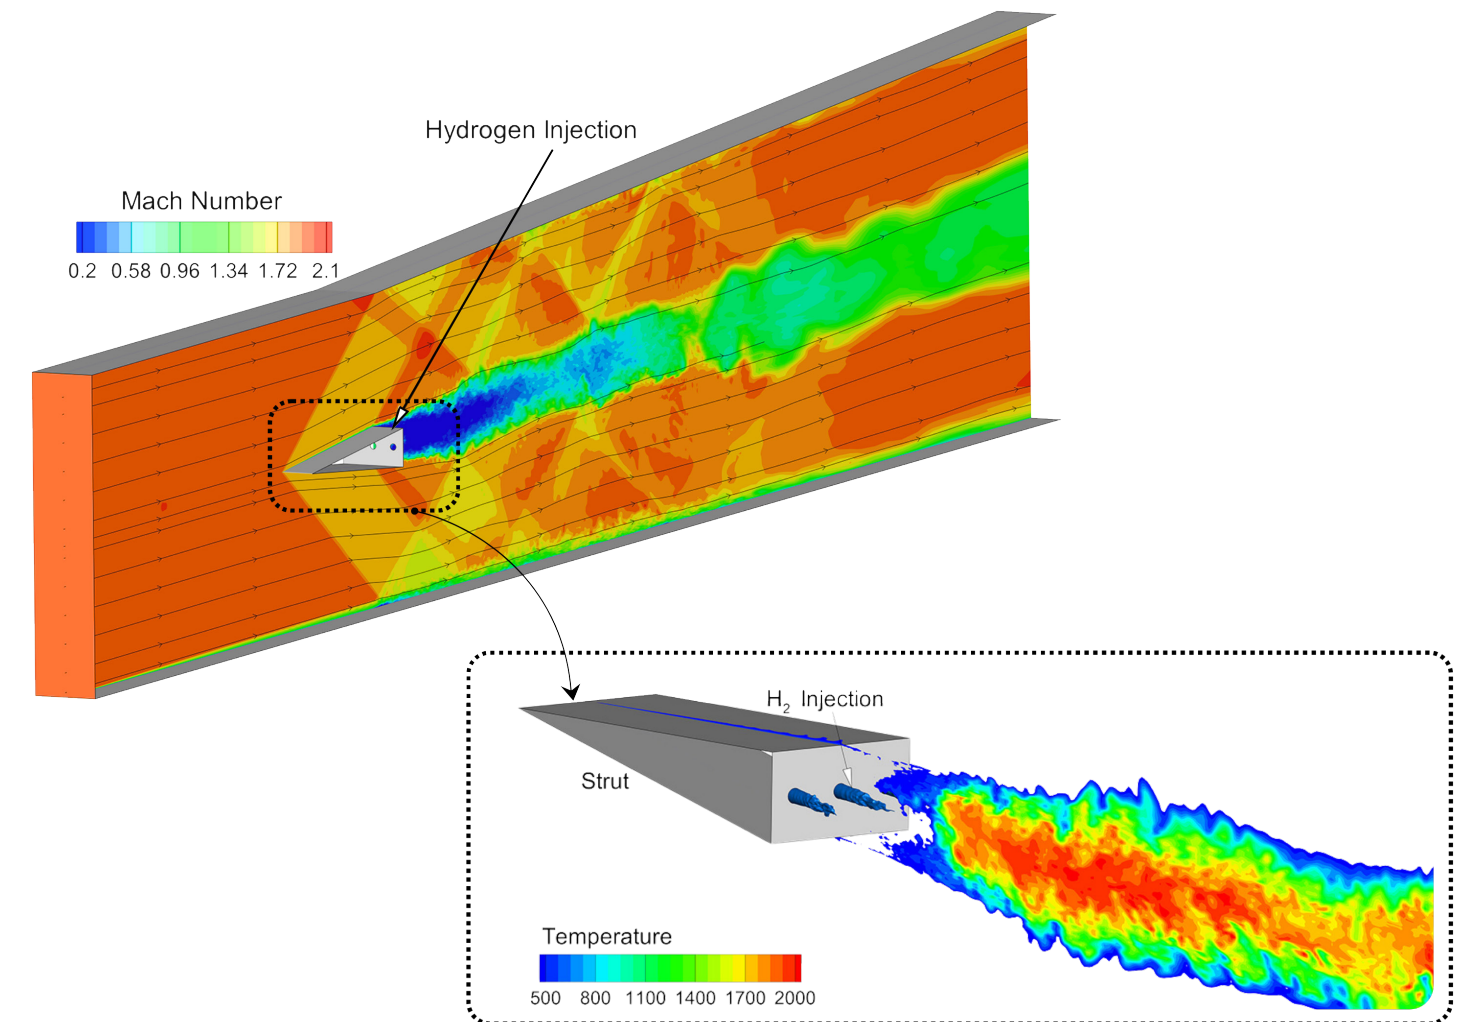 Hydrogen Injection
Mach Number
0.2 0.58 0.96 1.34 1.72 2.1
H2 Injection
Strut
Temperature
500 800 1100 1400 1700 2000